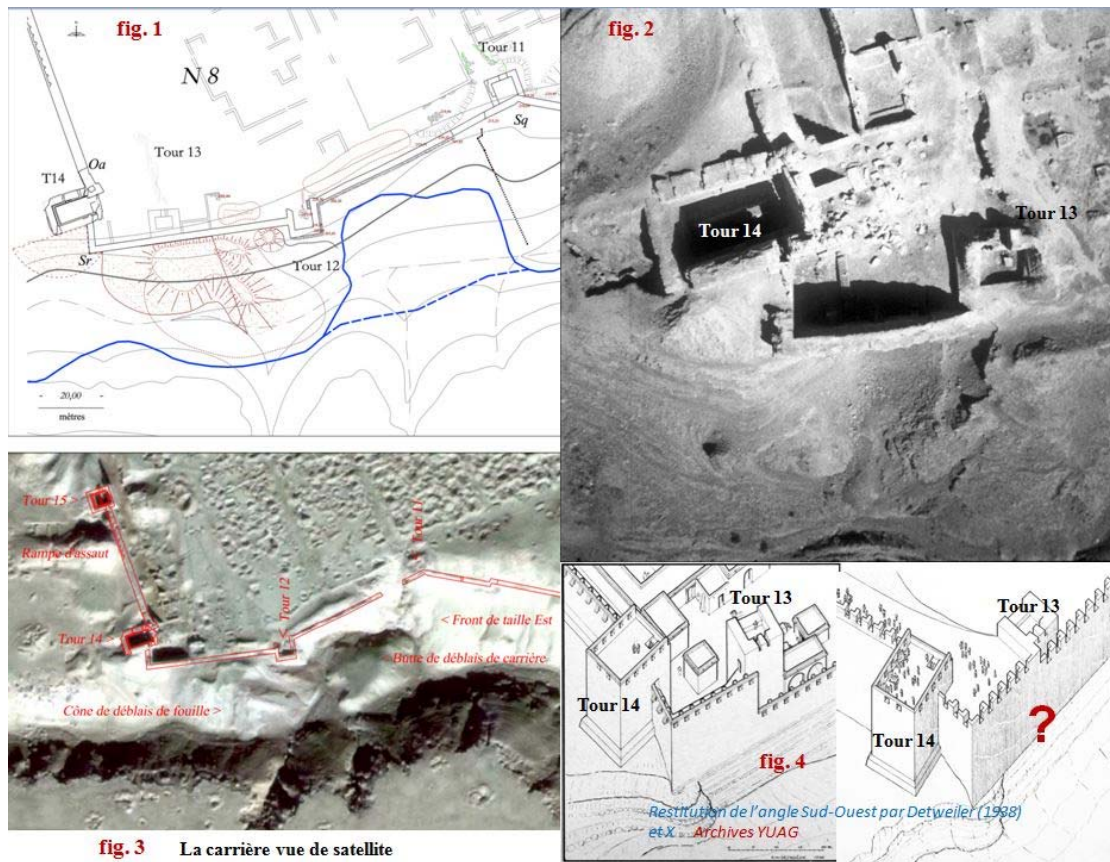 fig. 1
N 8
Tour 11
Sq
1
Tour 13
Oa
T14
Sr
Tour 12
- 20,00 -
mètres
fig. 2
Tour 14
Tour 13
Tour 15 >
Rampe d'assaut
Tour 14
< Tour 12
< Tour 11
< Front de taille Est
Butte de déblais de carrière
Cône de déblais de fouille >
fig. 3 La carrière vue de satellite
Tour 13
Tour 14
fig. 4
Tour 13
Tour 14
?
Restitution de l'angle Sud-Ouest par Detweiler (1938)
et X Archives YUAG